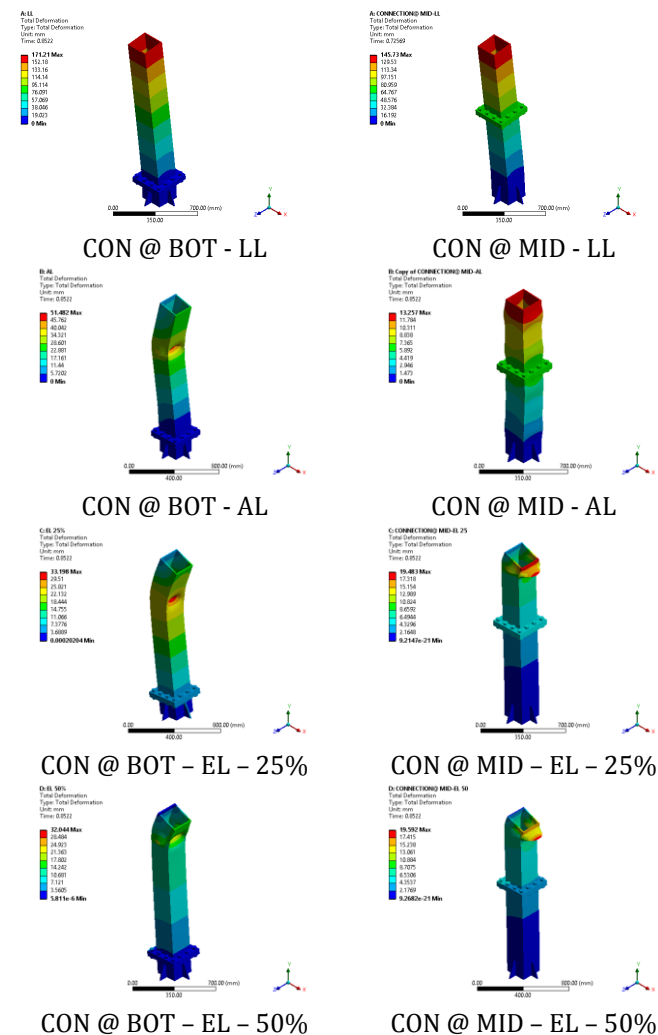 A: LL
Total Deformation
Type: Total Deformation
Unit: mm
Time: 0.8522
171.21 Max
152.18
133.16
114.14
95.114
76.091
57.069
38.046
19.023
0 Min
0.00
700.00 (mm)
350.00
Y
Z
X
CON @ BOT - LL
A: CONNECTION@ MID-LL
Total Deformation
Type: Total Deformation
Unit: mm
Time: 0.72569
145.73 Max
129.53
113.34
97.151
80.959
64.767
48.576
32.384
16.192
0 Min
0.00
700.00 (mm)
350.00
Y
Z
X
CON @ MID - LL
B: AL
Total Deformation
Type: Total Deformation
Unit: mm
Time: 0.8522
51.482 Max
45.762
40.042
34.321
28.601
22.881
17.161
11.44
5.7202
0 Min
0.00
800.00 (mm)
400.00
Y
Z
X
CON @ BOT - AL
B: Copy of CONNECTION@ MID-AL
Total Deformation
Type: Total Deformation
Unit: mm
Time: 0.8522
13.257 Max
11.784
10.311
8.838
7.365
5.892
4.419
2.946
1.473
0 Min
0.00
700.00 (mm)
350.00
Y
Z
X
CON @ MID - AL
C: EL 25%
Total Deformation
Type: Total Deformation
Unit: mm
Time: 0.8522
33.198 Max
29.51
25.821
22.132
18.444
14.755
11.066
7.3776
3.6889
0.00020204 Min
0.00
800.00 (mm)
400.00
Y
Z
X
CON @ BOT – EL – 25%
C: CONNECTION@ MID-EL 25
Total Deformation
Type: Total Deformation
Unit: mm
Time: 0.8522
19.483 Max
17.318
15.154
12.989
10.824
8.6592
6.4944
4.3296
2.1648
9.2147e-21 Min
0.00
700.00 (mm)
350.00
Y
Z
X
CON @ MID – EL – 25%
D: EL 50%
Total Deformation
Type: Total Deformation
Unit: mm
Time: 0.8522
32.044 Max
28.484
24.923
21.363
17.802
14.242
10.681
7.121
3.5605
5.811e-6 Min
0.00
700.00 (mm)
350.00
Y
Z
X
CON @ BOT – EL – 50%
D: CONNECTION@ MID-EL 50
Total Deformation
Type: Total Deformation
Unit: mm
Time: 0.8522
19.592 Max
17.415
15.238
13.061
10.884
8.7075
6.5306
4.3537
2.1769
9.2682e-21 Min
0.00
800.00 (mm)
400.00
Y
Z
X
CON @ MID – EL – 50%